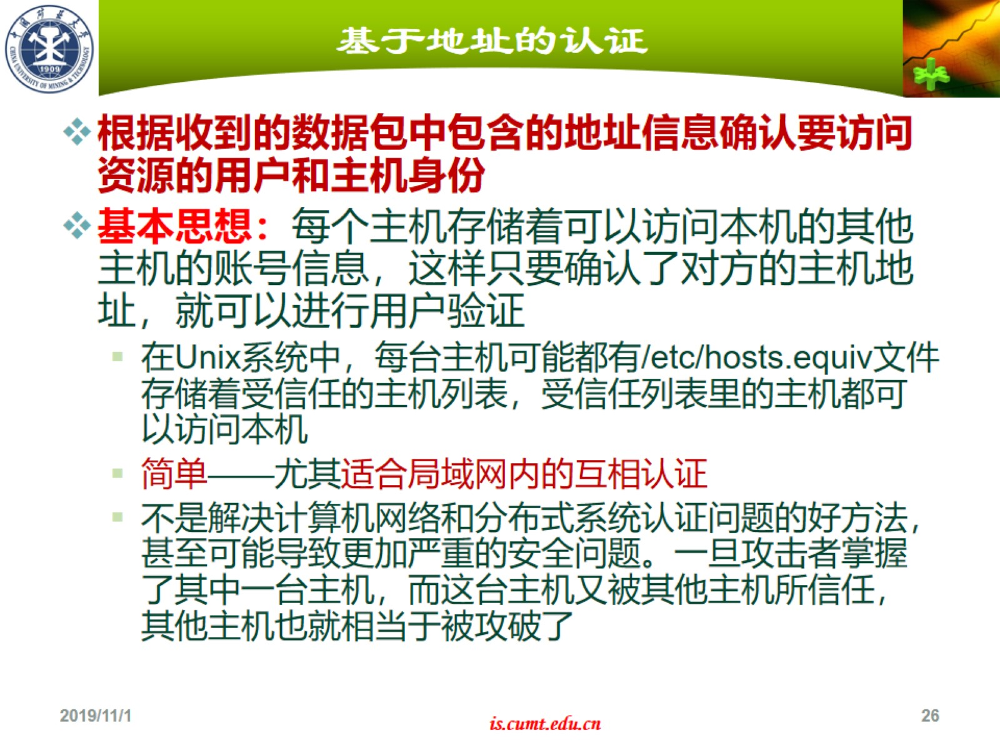 中国矿业大学
CHINA UNIVERSITY OF MINING & TECHNOLOGY
1909
基于地址的认证
根据收到的数据包中包含的地址信息确认要访问
资源的用户和主机身份
基本思想：每个主机存储着可以访问本机的其他
主机的账号信息，这样只要确认了对方的主机地
址，就可以进行用户验证
在Unix系统中，每台主机可能都有/etc/hosts.equiv文件
存储着受信任的主机列表，受信任列表里的主机都可
以访问本机
简单——尤其适合局域网内的互相认证
不是解决计算机网络和分布式系统认证问题的好方法，
甚至可能导致更加严重的安全问题。一旦攻击者掌握
了其中一台主机，而这台主机又被其他主机所信任，
其他主机也就相当于被攻破了
2019/11/1
is.cumt.edu.cn
26